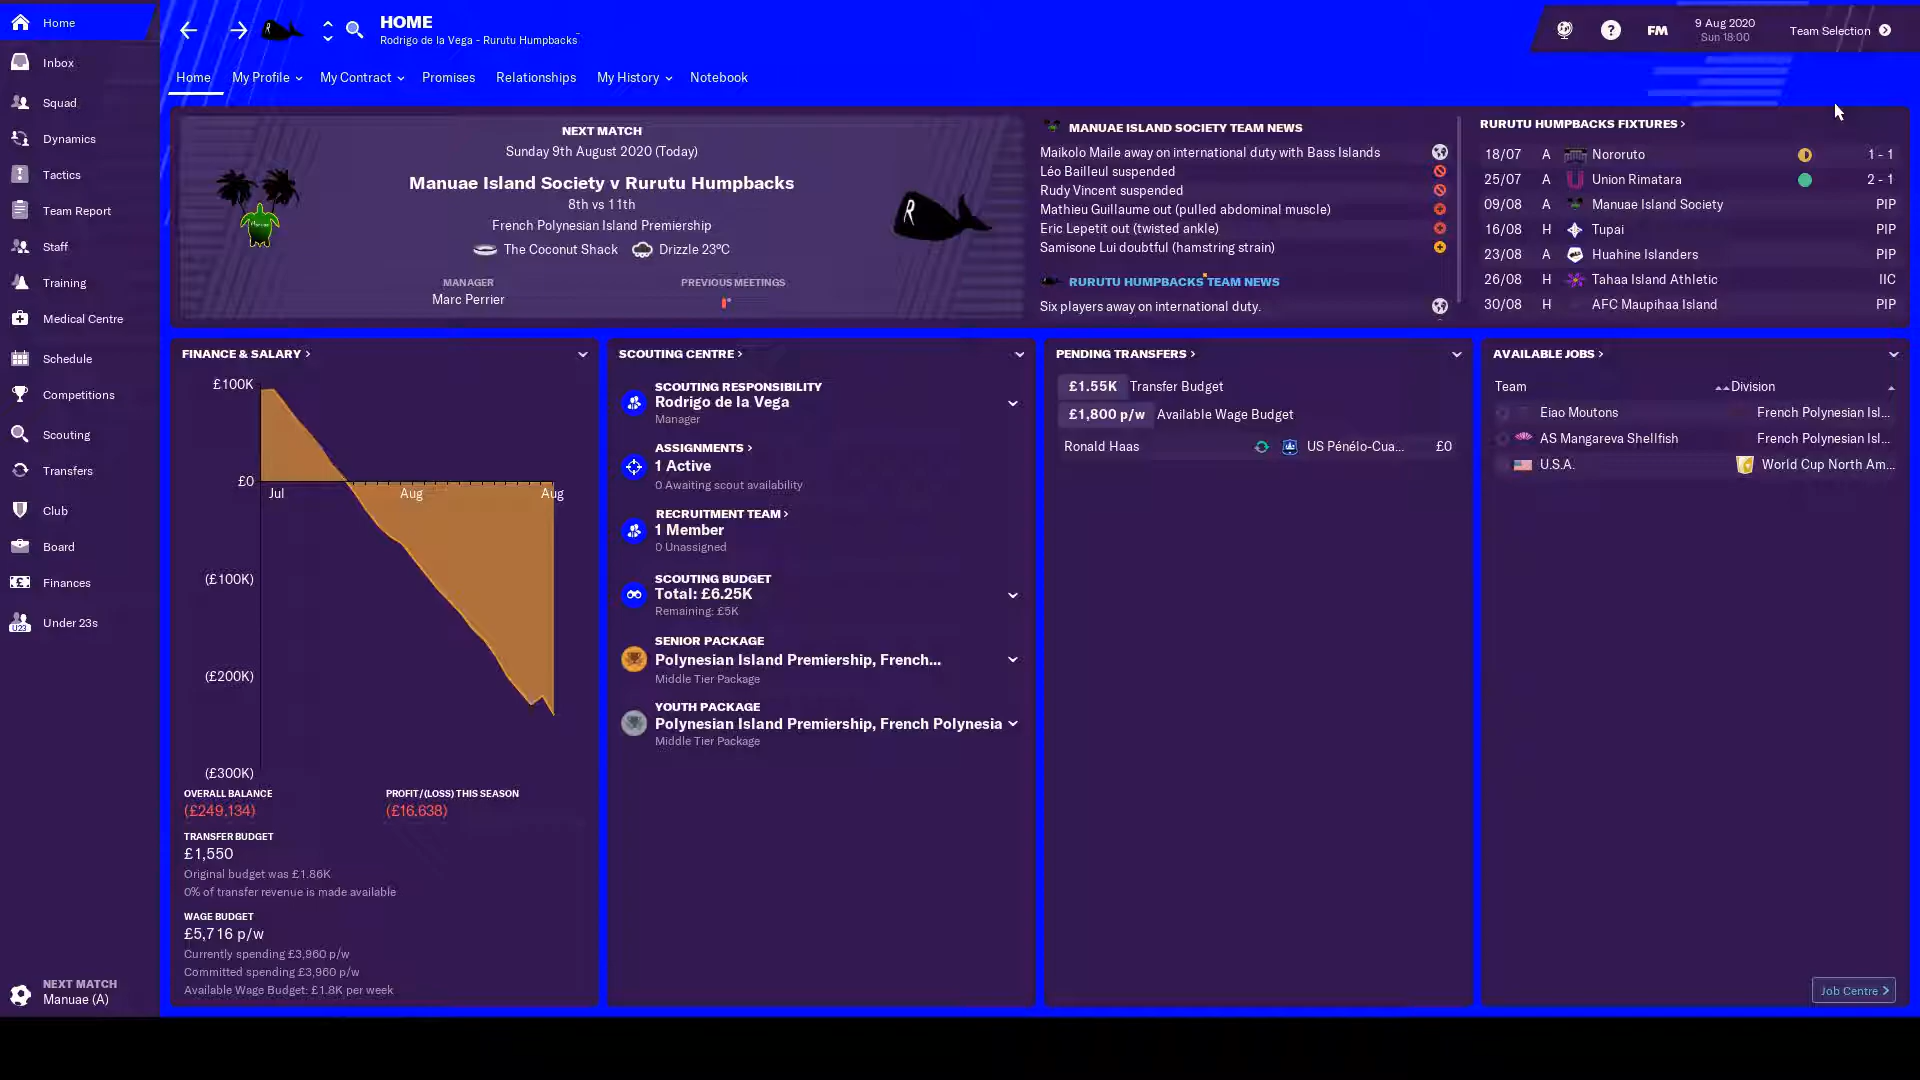 Home
Inbox
Squad
Dynamics
Tactics
Team Report
Staff
Training
Medical Centre
Schedule
Competitions
Scouting
Transfers
Club
Board
Finances
U23
Under 23s
NEXT MATCH
Manuae (A)
R
HOME
Rodrigo de la Vega - Rurutu Humpbacks
?
FM
9 Aug 2020
Sun 18:00
Team Selection
Home
My Profile
My Contract
Promises
Relationships
My History
Notebook
NEXT MATCH
Sunday 9th August 2020 (Today)
Manuae Island Society v Rurutu Humpbacks
8th vs 11th
French Polynesian Island Premiership
The Coconut Shack
Drizzle 23°C
MANAGER
Marc Perrier
PREVIOUS MEETINGS
R
MANUAE ISLAND SOCIETY TEAM NEWS
Maikolo Maile away on international duty with Bass Islands
Léo Bailleul suspended
Rudy Vincent suspended
Mathieu Guillaume out (pulled abdominal muscle)
Eric Lepetit out (twisted ankle)
Samisone Lui doubtful (hamstring strain)
RURUTU HUMPBACKS TEAM NEWS
Six players away on international duty.
RURUTU HUMPBACKS FIXTURES >
18/07 A Nororuto 1 - 1
25/07 A Union Rimatara 2 - 1
09/08 A Manuae Island Society PIP
16/08 H Tupai PIP
23/08 A Huahine Islanders PIP
26/08 H Tahaa Island Athletic IIC
30/08 H AFC Maupihaa Island PIP
FINANCE & SALARY >
£100K
£0
Jul Aug Aug
(£100K)
(£200K)
(£300K)
OVERALL BALANCE
(£249,134)
PROFIT/(LOSS) THIS SEASON
(£16,638)
TRANSFER BUDGET
£1,550
Original budget was £1.86K
0% of transfer revenue is made available
WAGE BUDGET
£5,716 p/w
Currently spending £3,960 p/w
Committed spending £3,960 p/w
Available Wage Budget: £1.8K per week
SCOUTING CENTRE >
SCOUTING RESPONSIBILITY
Rodrigo de la Vega
Manager
ASSIGNMENTS >
1 Active
0 Awaiting scout availability
RECRUITMENT TEAM >
1 Member
0 Unassigned
SCOUTING BUDGET
Total: £6.25K
Remaining: £5K
SENIOR PACKAGE
Polynesian Island Premiership, French...
Middle Tier Package
YOUTH PACKAGE
Polynesian Island Premiership, French Polynesia
Middle Tier Package
PENDING TRANSFERS >
£1.55K Transfer Budget
£1,800 p/w Available Wage Budget
Ronald Haas US Pénélo-Cua... £0
AVAILABLE JOBS >
Team Division
Eiao Moutons French Polynesian Isl...
AS Mangareva Shellfish French Polynesian Isl...
U.S.A. World Cup North Am...
Job Centre >